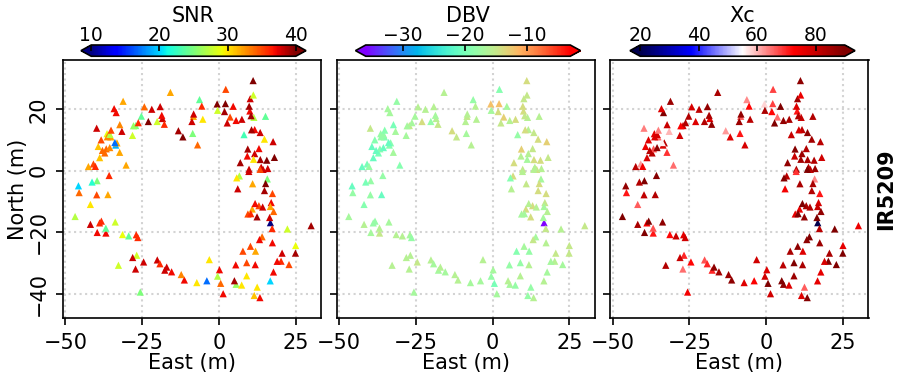 SNR DBV Xc
10 20 30 40 −30 −20 −10 20 40 60 80
North (m)
20
0
−20
−40
−50 −25 0 25 −50 −25 0 25 −50 −25 0 25
East (m) East (m) East (m)
IR5209